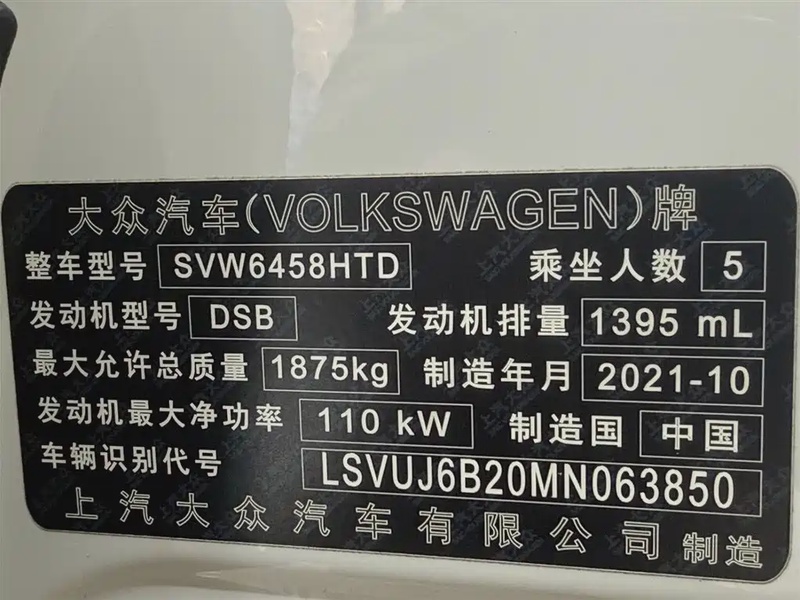 大众汽车(VOLKSWAGEN)牌
整车型号 SVW6458HTD 乘坐人数 5
发动机型号 DSB 发动机排量 1395 mL
最大允许总质量 1875kg 制造年月 2021-10
发动机最大净功率 110 kW 制造国 中国
车辆识别代号 LSVUJ6B20MN063850
上汽大众汽车有限公司 制造